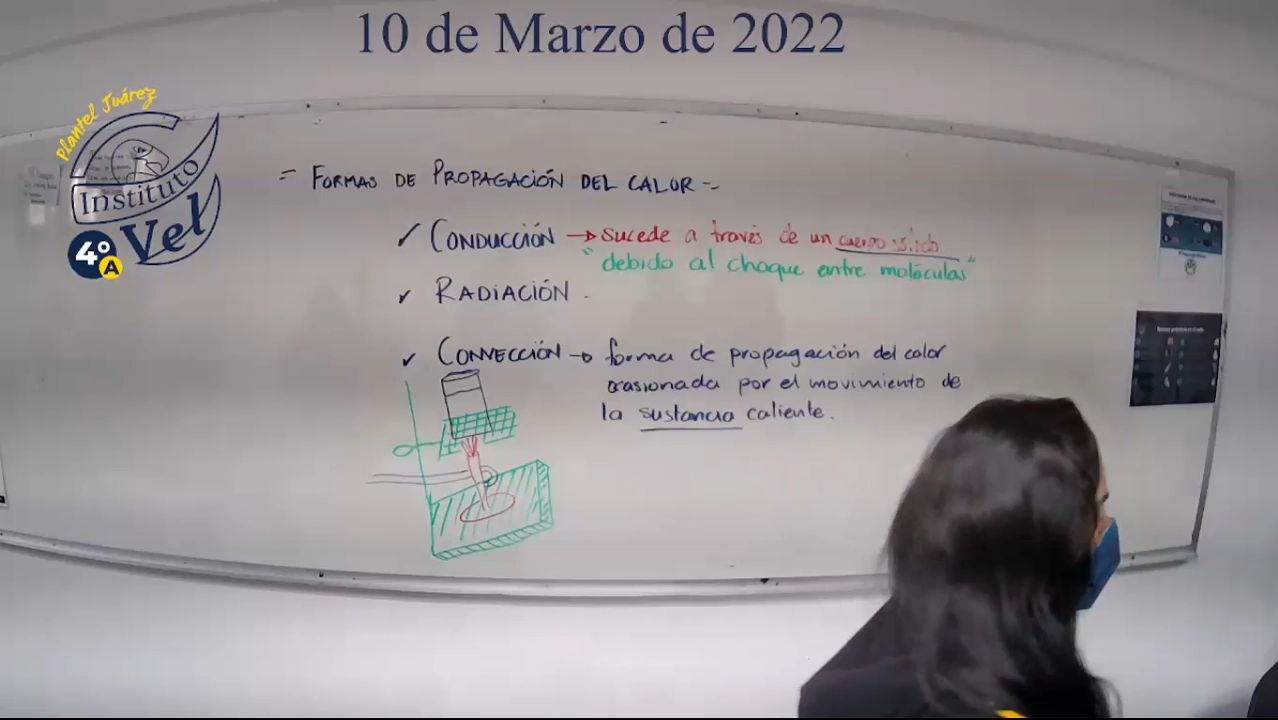 10 de Marzo de 2022
Plantel Juárez
Instituto
Vel
4º
A
= FORMAS DE PROPAGACIÓN DEL CALOR =
✓ CONDUCCIÓN → sucede a través de un cuerpo sólido
"debido al choque entre moléculas"
✓ RADIACIÓN.
✓ CONVECCIÓN → forma de propagación del calor
ocasionada por el movimiento de
la sustancia caliente.